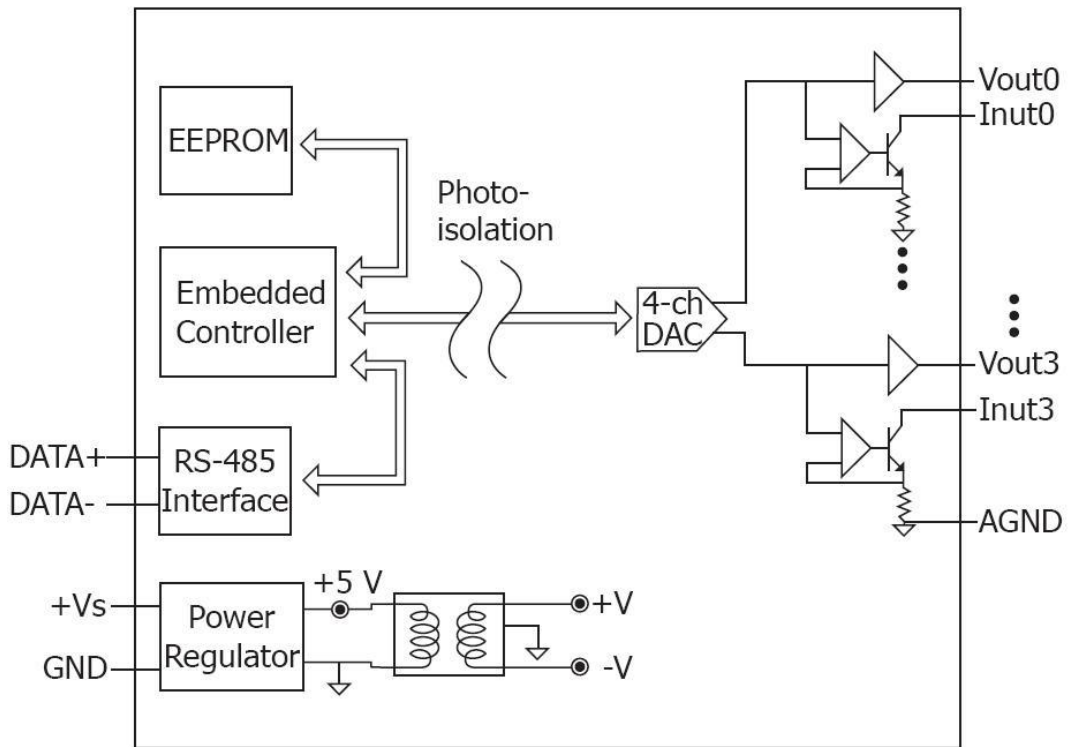 EEPROM
Photo-
isolation
Embedded
Controller
4-ch
DAC
Vout0
Inut0
Vout3
Inut3
AGND
DATA+
DATA-
RS-485
Interface
+Vs
GND
Power
Regulator
+5 V
+V
-V